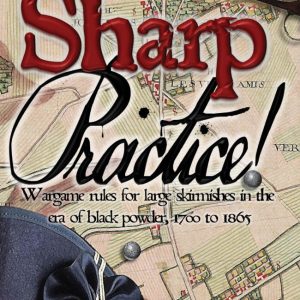 Sharp
Practice!
Wargame rules for large skirmishes in the
era of black powder, 1700 to 1865